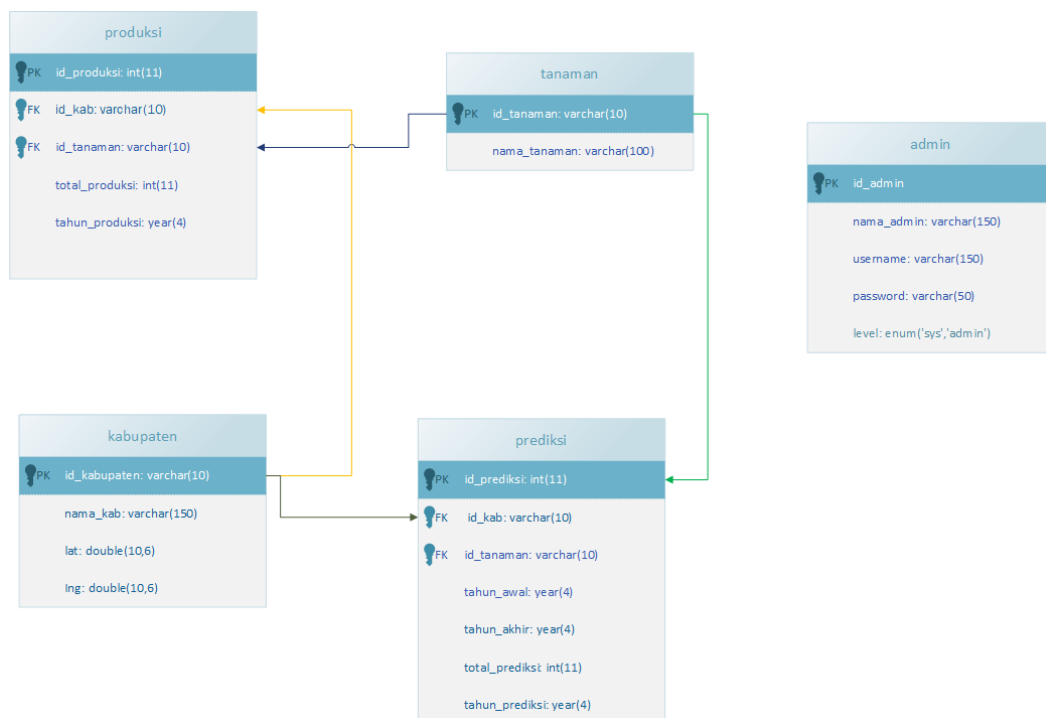 produksi
PK id_produksi: int(11)
FK id_kab: varchar(10)
FK id_tanaman: varchar(10)
total_produksi: int(11)
tahun_produksi: year(4)
tanaman
PK id_tanaman: varchar(10)
nama_tanaman: varchar(100)
admin
PK id_admin
nama_admin: varchar(150)
username: varchar(150)
password: varchar(50)
level: enum('sys','admin')
kabupaten
PK id_kabupaten: varchar(10)
nama_kab: varchar(150)
lat: double(10,6)
lng: double(10,6)
prediksi
PK id_prediksi: int(11)
FK id_kab: varchar(10)
FK id_tanaman: varchar(10)
tahun_awal: year(4)
tahun_akhir: year(4)
total_prediksi: int(11)
tahun_prediksi: year(4)